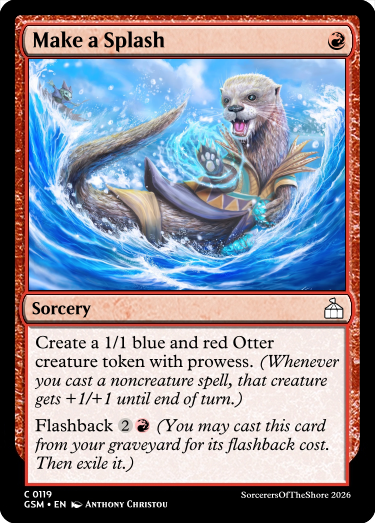 Make a Splash
Sorcery
Create a 1/1 blue and red Otter
creature token with prowess. (Whenever
you cast a noncreature spell, that creature
gets +1/+1 until end of turn.)
Flashback 2 (You may cast this card
from your graveyard for its flashback cost.
Then exile it.)
C 0119
GSM • EN Anthony Christou
SorcerersOfTheShore 2026